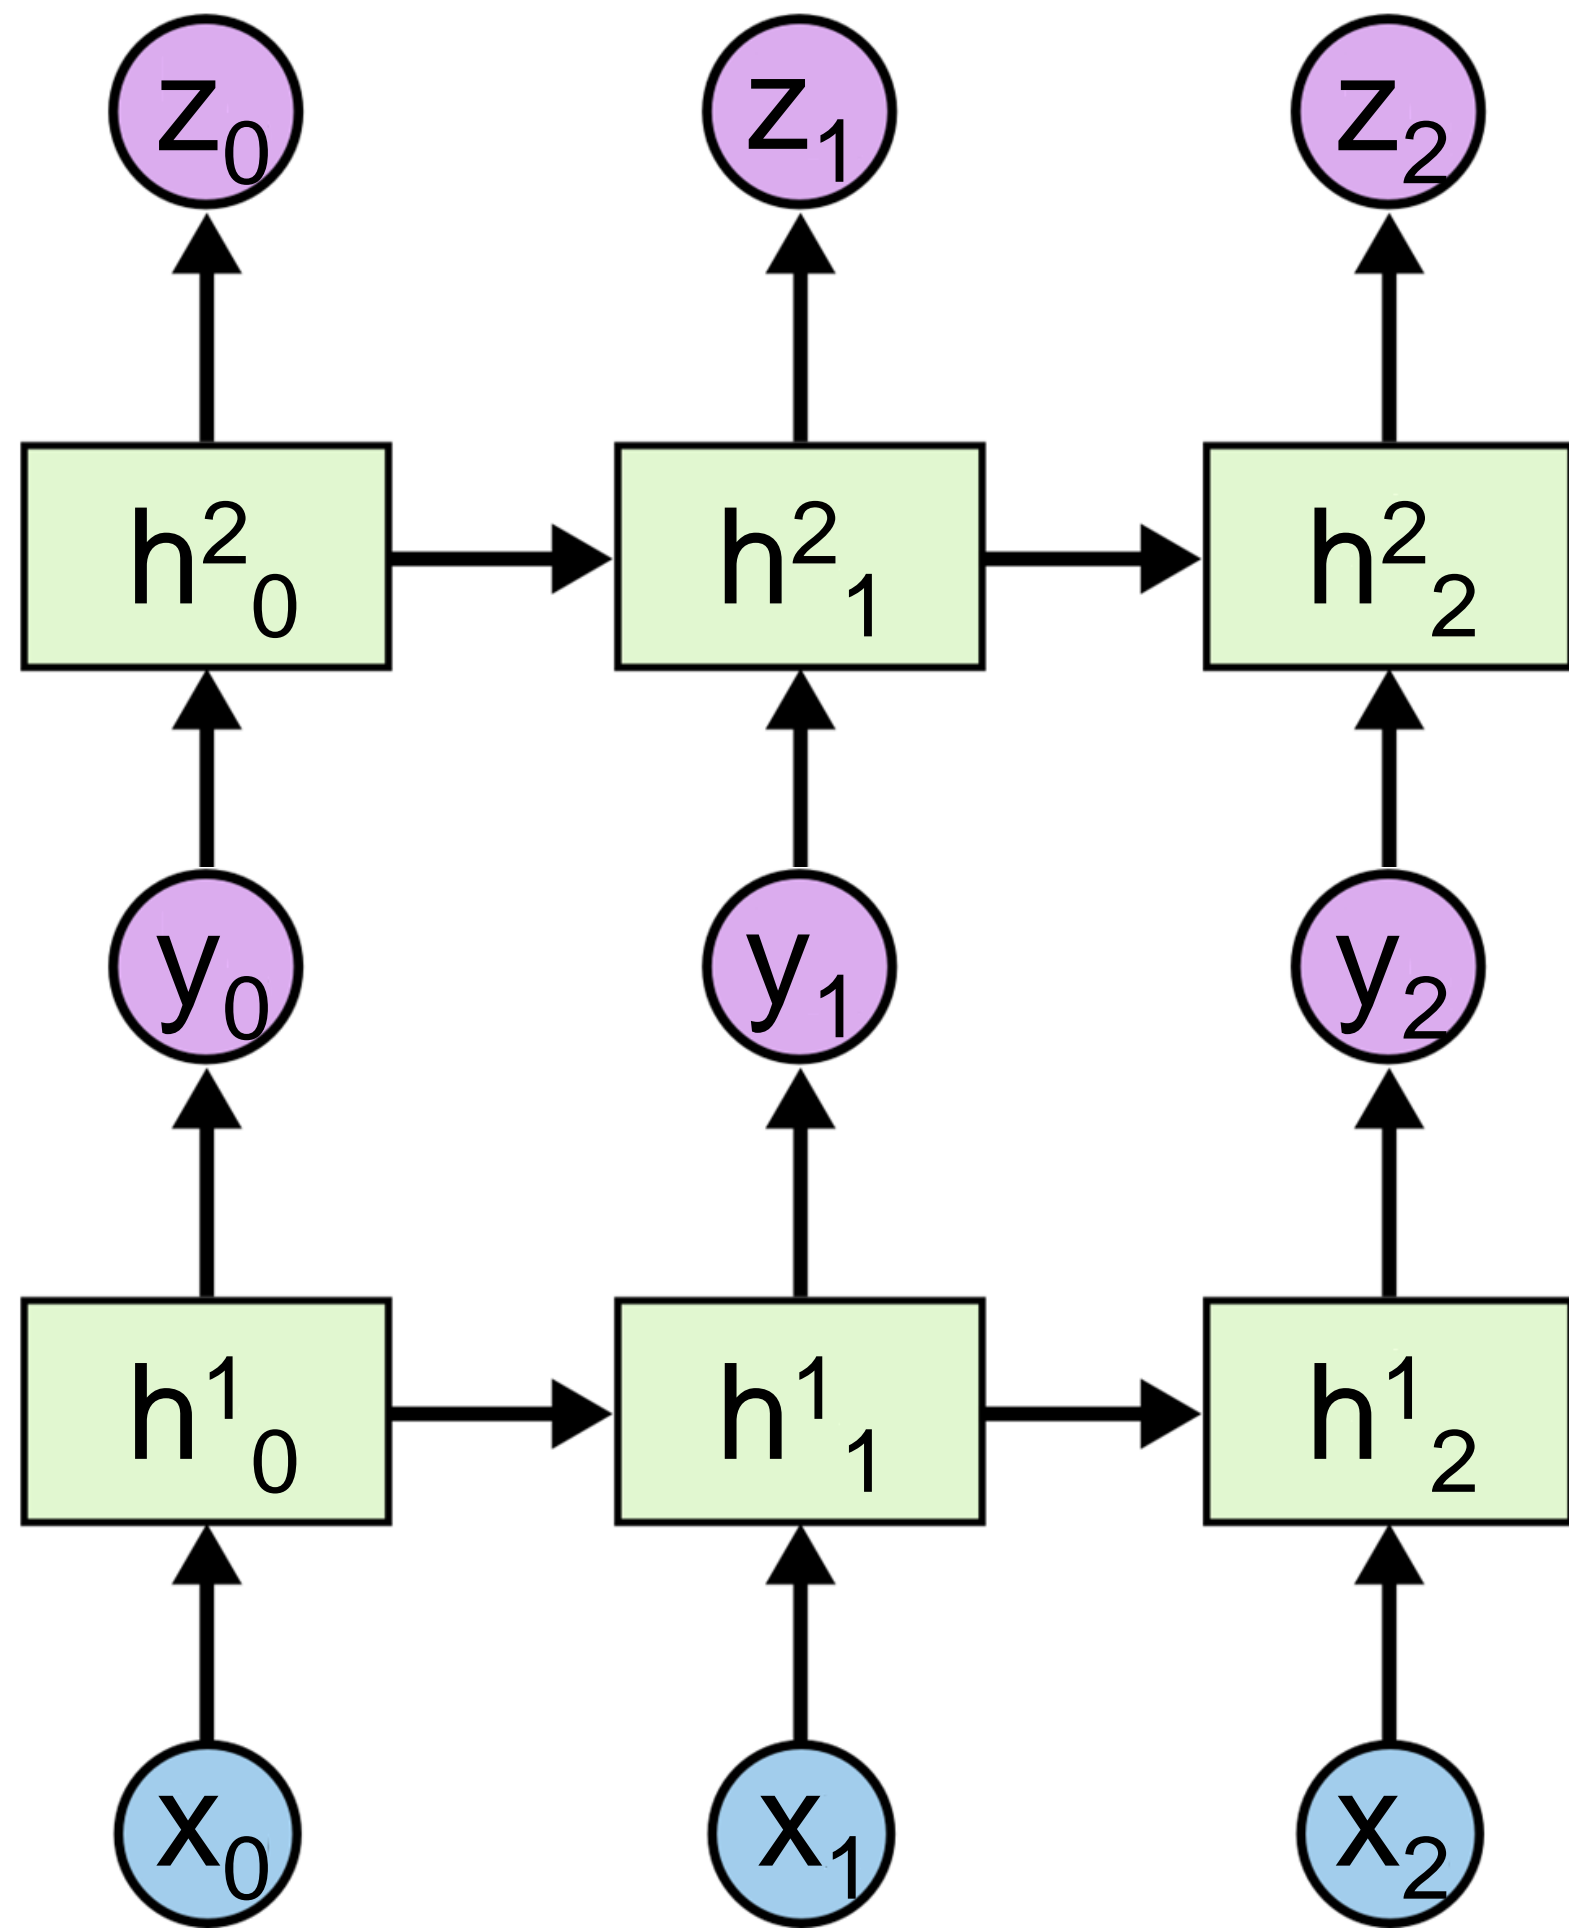 z₀ z₁ z₂
h²₀ h²₁ h²₂
y₀ y₁ y₂
h¹₀ h¹₁ h¹₂
x₀ x₁ x₂